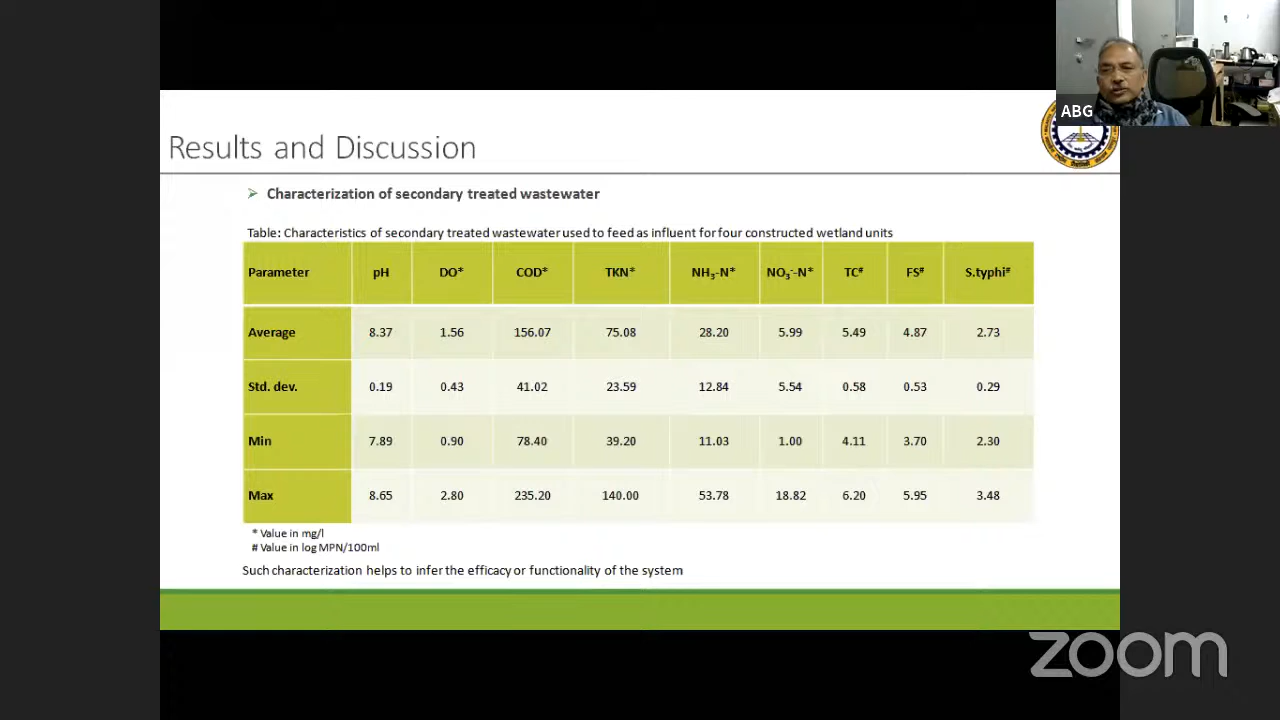 ABG
Results and Discussion
➢ Characterization of secondary treated wastewater
Table: Characteristics of secondary treated wastewater used to feed as influent for four constructed wetland units
Parameter pH DO* COD* TKN* NH₃-N* NO₃⁻-N* TC# FS# S.typhi#
Average 8.37 1.56 156.07 75.08 28.20 5.99 5.49 4.87 2.73
Std. dev. 0.19 0.43 41.02 23.59 12.84 5.54 0.58 0.53 0.29
Min 7.89 0.90 78.40 39.20 11.03 1.00 4.11 3.70 2.30
Max 8.65 2.80 235.20 140.00 53.78 18.82 6.20 5.95 3.48
* Value in mg/l
# Value in log MPN/100ml
Such characterization helps to infer the efficacy or functionality of the system
zoom